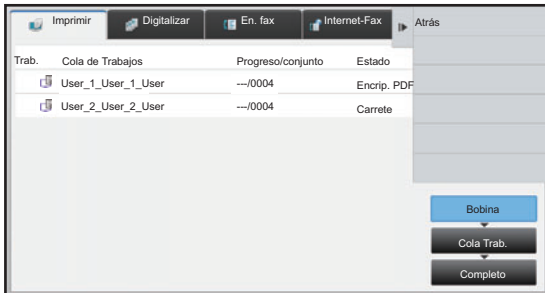 Imprimir Digitalizar En. fax Internet-Fax Atrás
Trab. Cola de Trabajos Progreso/conjunto Estado
User_1_User_1_User ---/0004 Encrip. PDF
User_2_User_2_User ---/0004 Carrete
Bobina
Cola Trab.
Completo